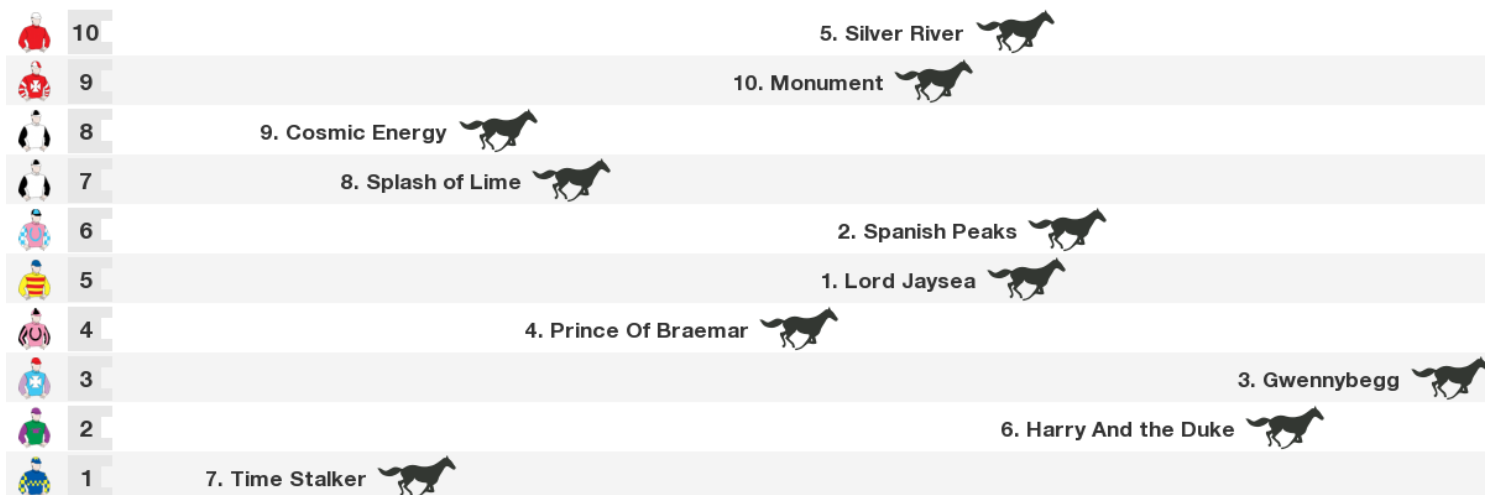 10 5. Silver River
9 10. Monument
8 9. Cosmic Energy
7 8. Splash of Lime
6 2. Spanish Peaks
5 1. Lord Jaysea
4 4. Prince Of Braemar
3 3. Gwennybegg
2 6. Harry And the Duke
1 7. Time Stalker